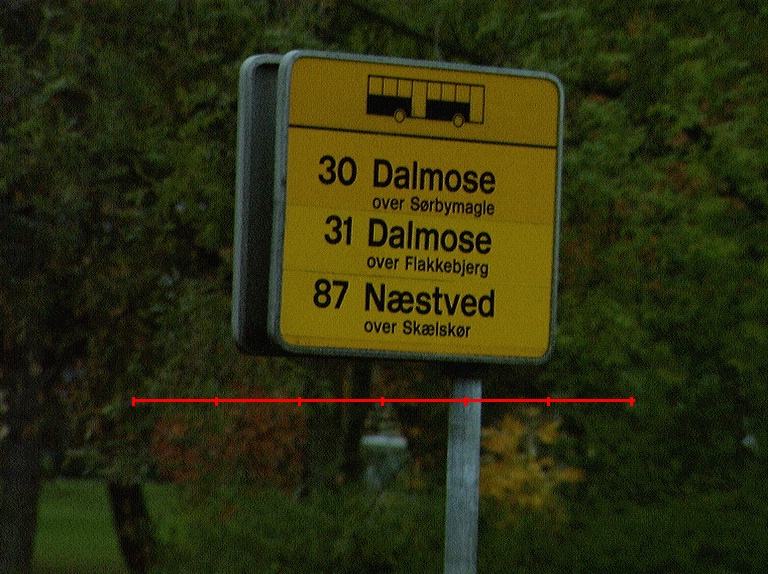 30 Dalmose
over Sørbymagle
31 Dalmose
over Flakkebjerg
87 Næstved
over Skælskør